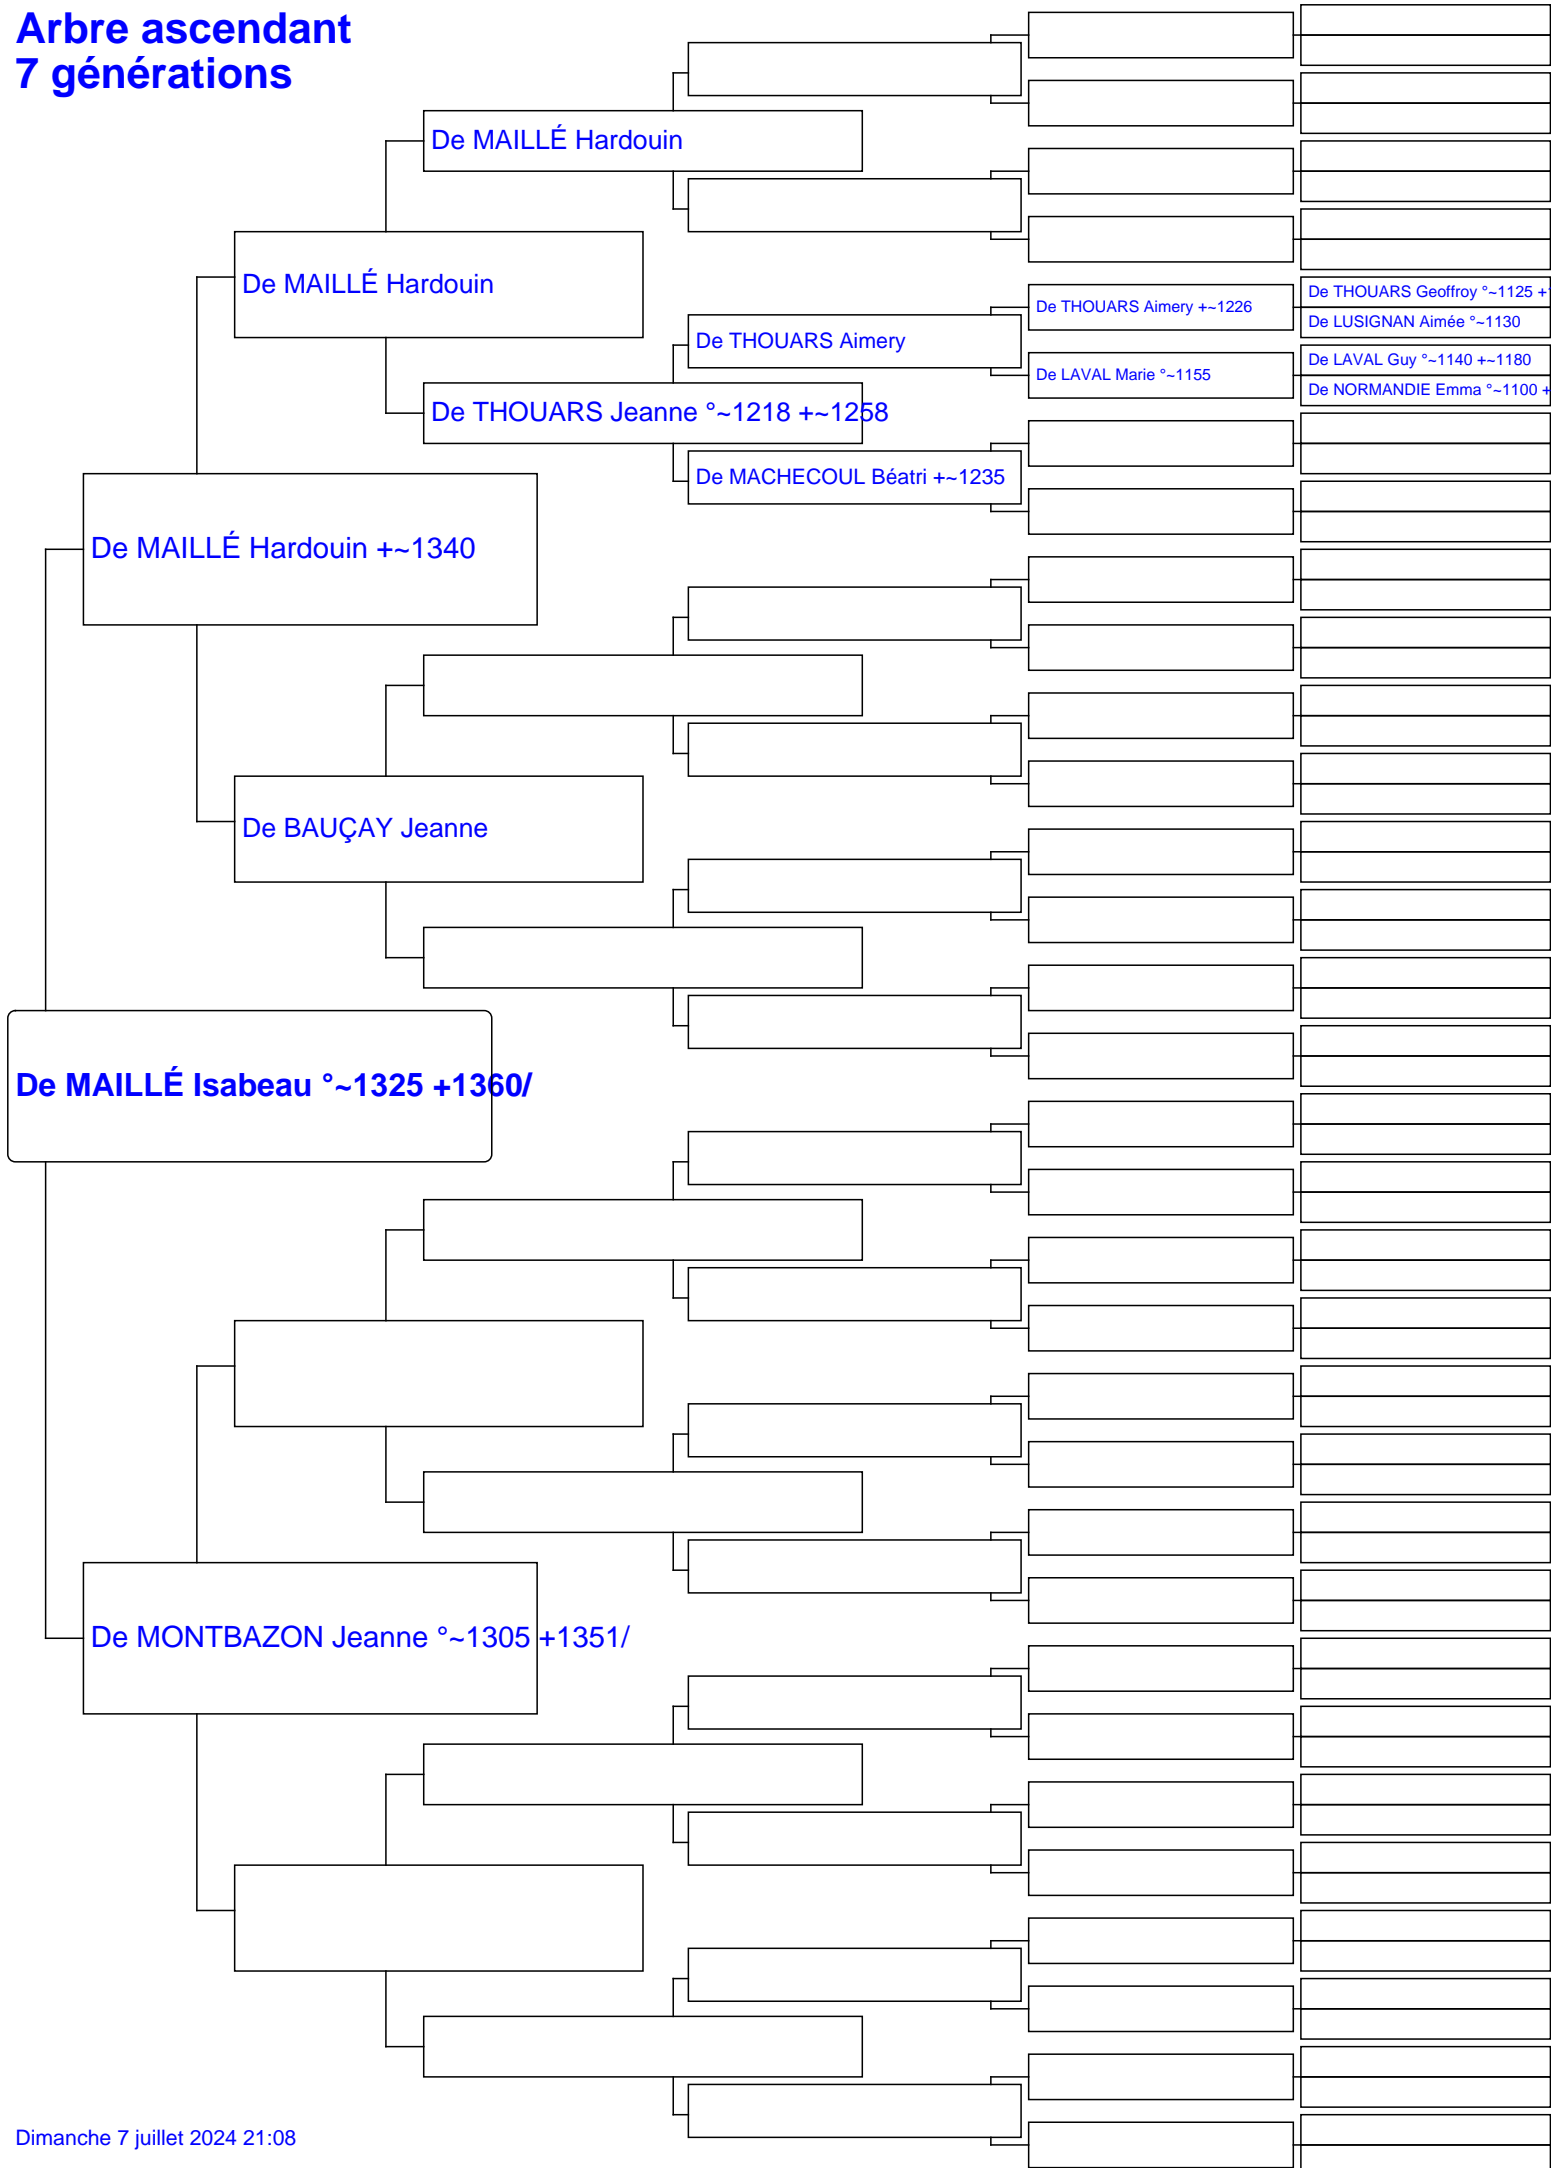 Arbre ascendant
7 générations
De MAILLÉ Hardouin
De MAILLÉ Hardouin
De THOUARS Geoffroy °~1125 +
De THOUARS Aimery +~1226
De LUSIGNAN Aimée °~1130
De THOUARS Aimery
De LAVAL Guy °~1140 +~1180
De LAVAL Marie °~1155
De NORMANDIE Emma °~1100 +
De THOUARS Jeanne °~1218 +~1258
De MACHECOUL Béatri +~1235
De MAILLÉ Hardouin +~1340
De BAUÇAY Jeanne
De MAILLÉ Isabeau °~1325 +1360/
De MONTBAZON Jeanne °~1305 +1351/
Dimanche 7 juillet 2024 21:08